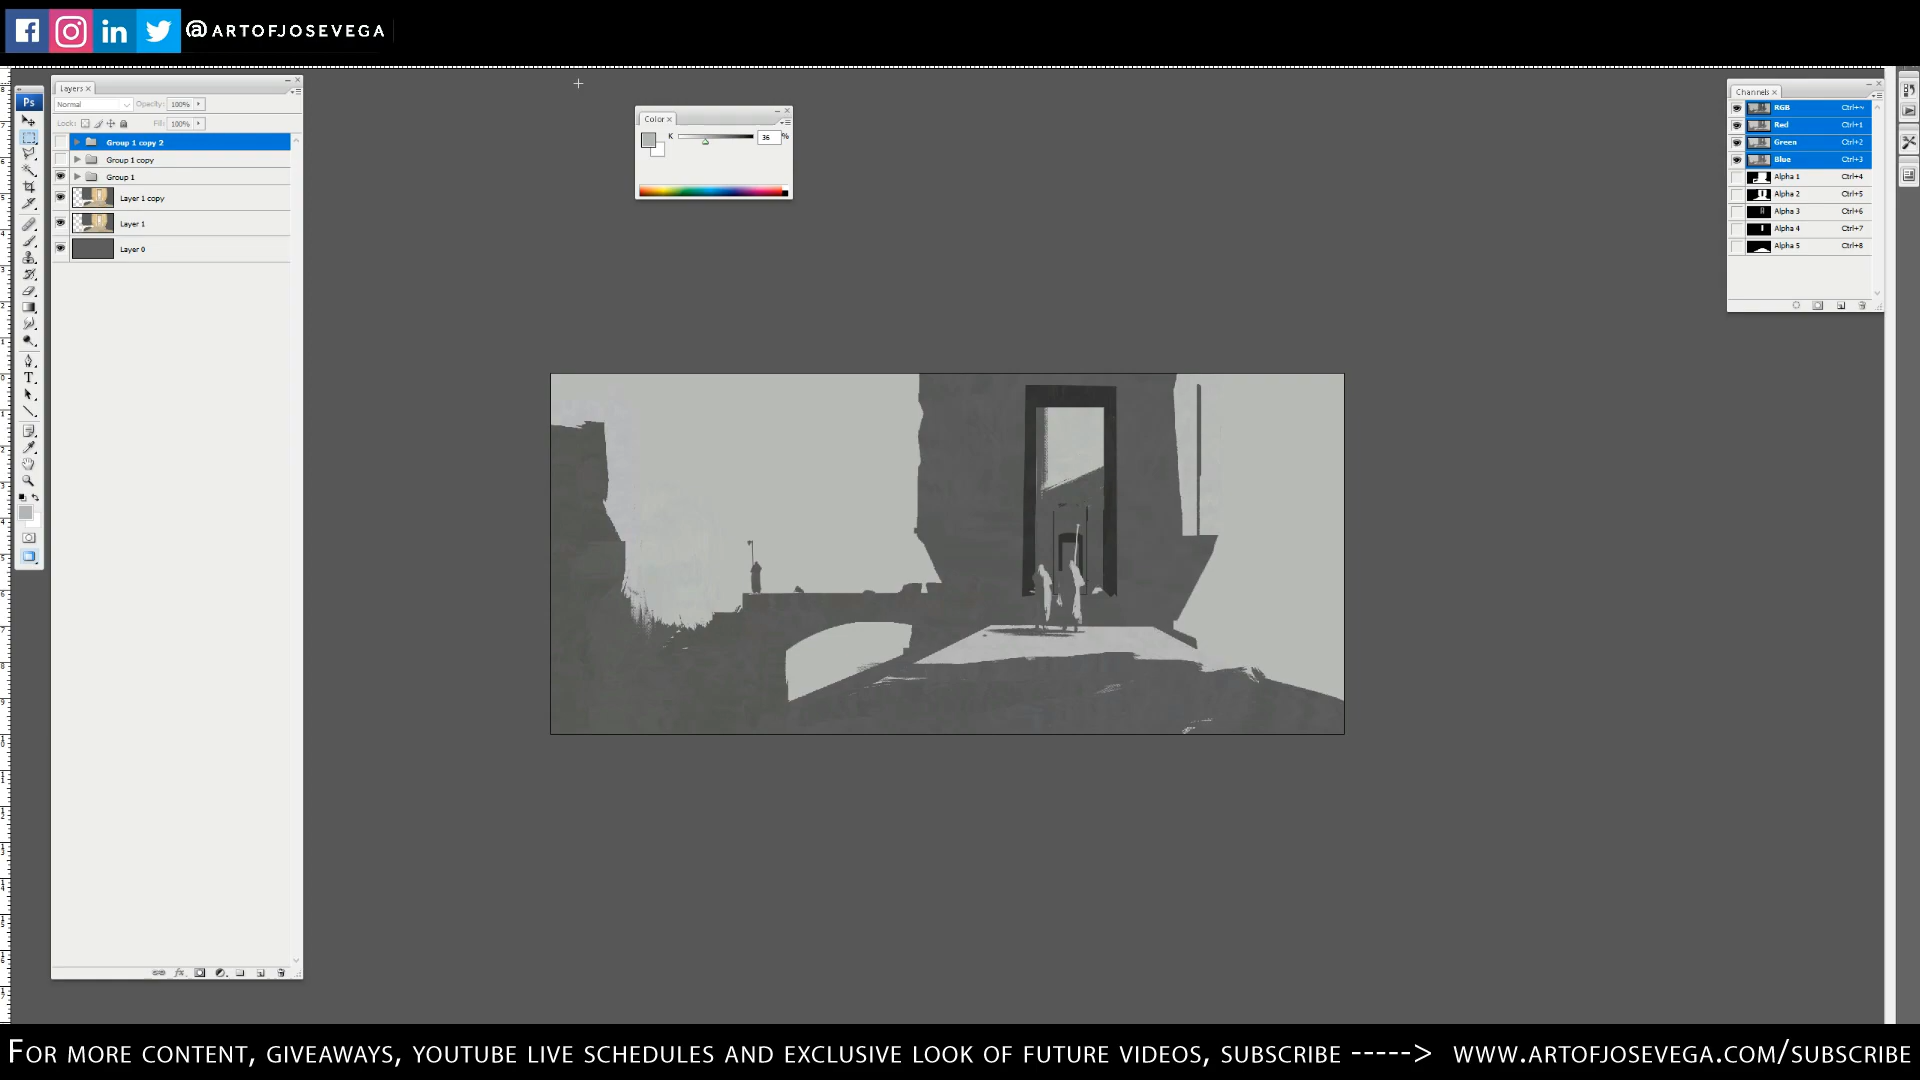 @ARTOFJOSEVEGA
Layers
Normal Opacity: 100%
Lock: Fill: 100%
Group 1 copy 2
Group 1 copy
Group 1
Layer 1 copy
Layer 1
Layer 0
Ps
Color
K 36 %
Channels
RGB Ctrl+~
Red Ctrl+1
Green Ctrl+2
Blue Ctrl+3
Alpha 1 Ctrl+4
Alpha 2 Ctrl+5
Alpha 3 Ctrl+6
Alpha 4 Ctrl+7
Alpha 5 Ctrl+8
FOR MORE CONTENT, GIVEAWAYS, YOUTUBE LIVE SCHEDULES AND EXCLUSIVE LOOK OF FUTURE VIDEOS, SUBSCRIBE -----> WWW.ARTOFJOSEVEGA.COM/SUBSCRIBE